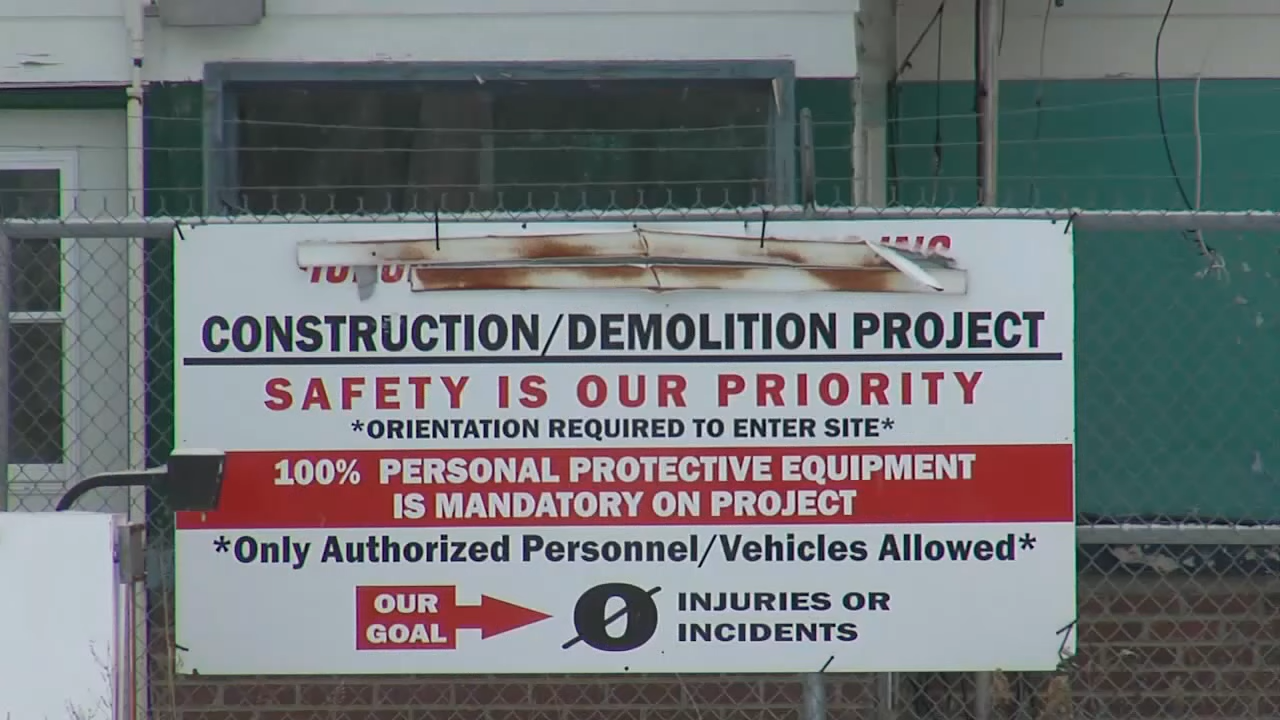 CONSTRUCTION/DEMOLITION PROJECT
SAFETY IS OUR PRIORITY
*ORIENTATION REQUIRED TO ENTER SITE*
100% PERSONAL PROTECTIVE EQUIPMENT
IS MANDATORY ON PROJECT
*Only Authorized Personnel/Vehicles Allowed*
OUR
GOAL
0
INJURIES OR
INCIDENTS